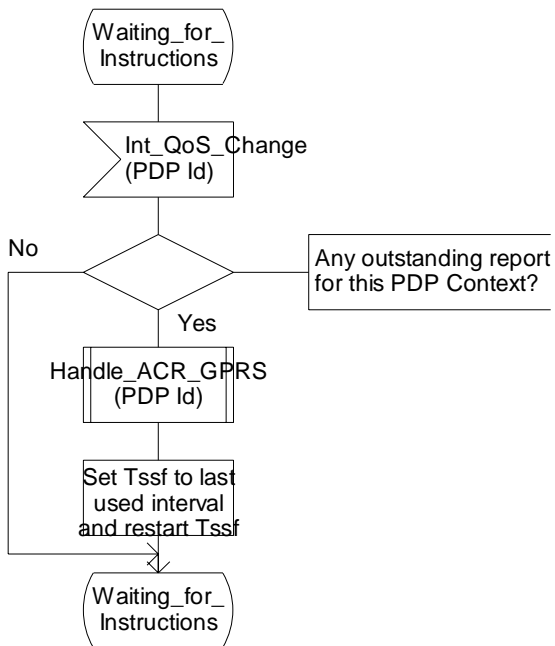 Waiting_for_
Instructions
Int_QoS_Change
(PDP Id)
No
Any outstanding report
for this PDP Context?
Yes
Handle_ACR_GPRS
(PDP Id)
Set Tssf to last
used interval
and restart Tssf
Waiting_for_
Instructions